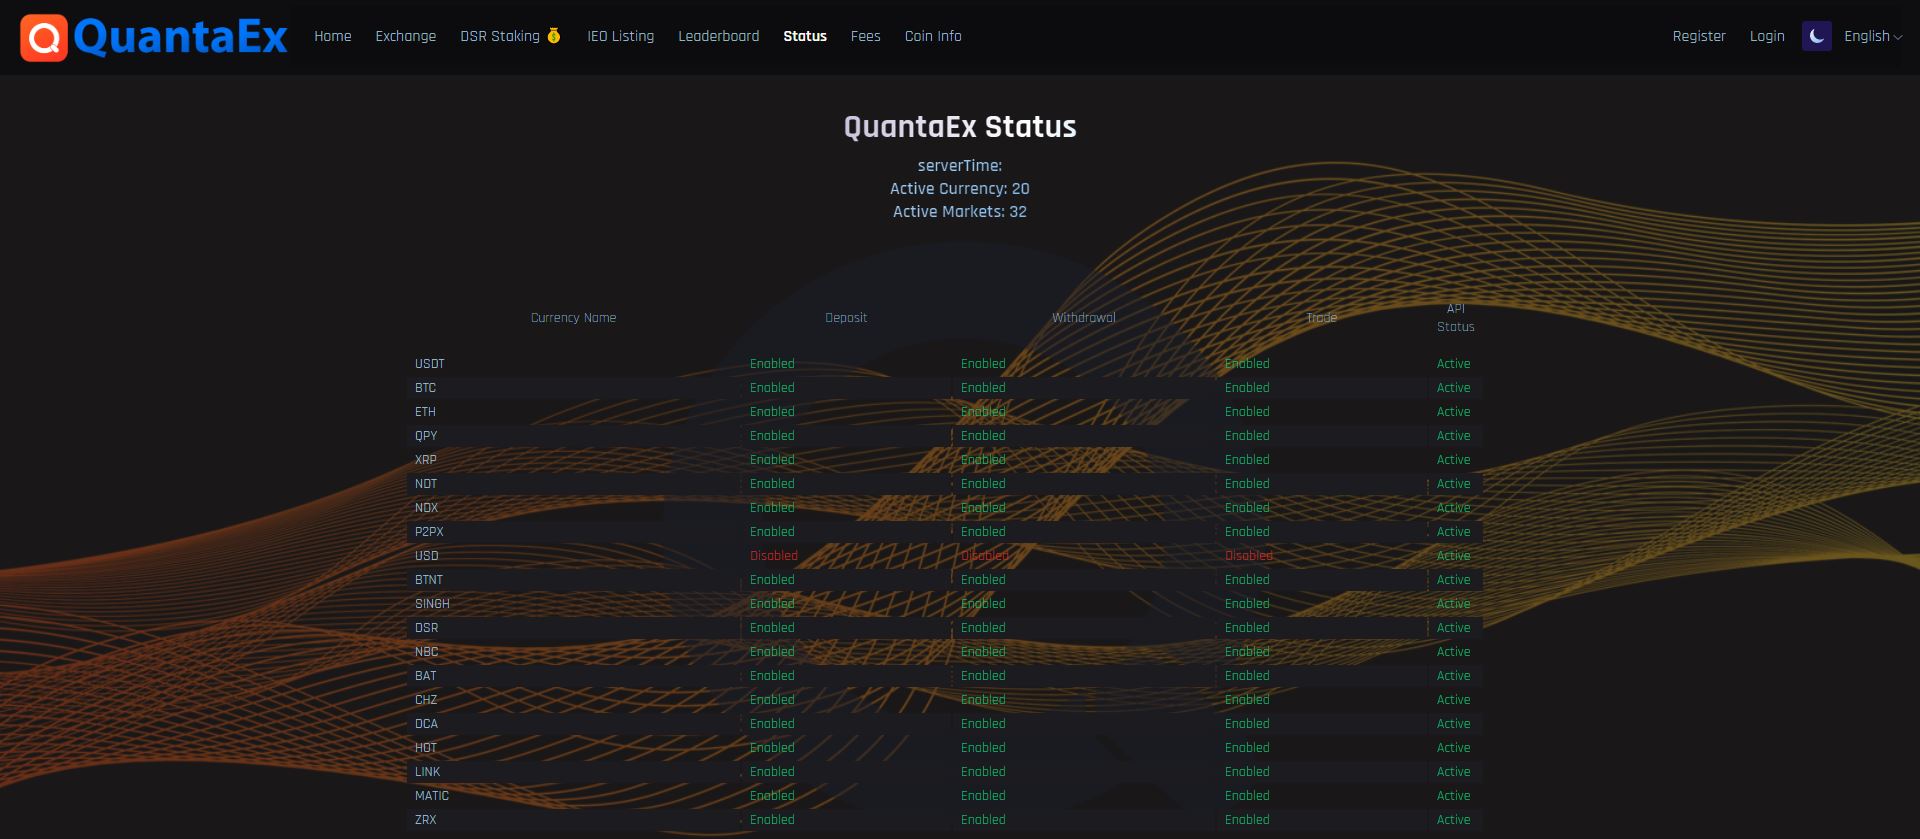 QuantaEx Home Exchange DSR Staking IEO Listing Leaderboard Status Fees Coin Info Register Login English
QuantaEx Status
serverTime:
Active Currency: 20
Active Markets: 32
Currency Name Deposit Withdrawal Trade API Status
USDT Enabled Enabled Enabled Active
BTC Enabled Enabled Enabled Active
ETH Enabled Enabled Enabled Active
QPY Enabled Enabled Enabled Active
XRP Enabled Enabled Enabled Active
NDT Enabled Enabled Enabled Active
NDX Enabled Enabled Enabled Active
P2PX Enabled Enabled Enabled Active
USD Disabled Disabled Disabled Active
BTNT Enabled Enabled Enabled Active
SINGH Enabled Enabled Enabled Active
DSR Enabled Enabled Enabled Active
NBC Enabled Enabled Enabled Active
BAT Enabled Enabled Enabled Active
CHZ Enabled Enabled Enabled Active
DCA Enabled Enabled Enabled Active
HOT Enabled Enabled Enabled Active
LINK Enabled Enabled Enabled Active
MATIC Enabled Enabled Enabled Active
ZRX Enabled Enabled Enabled Active